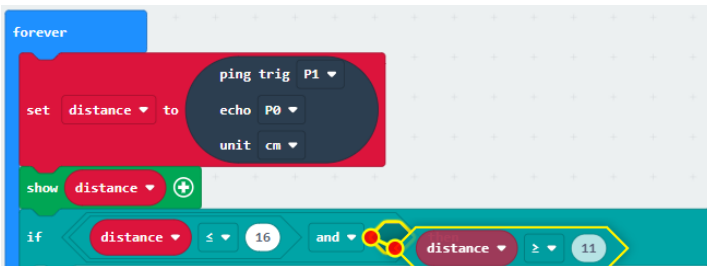 forever
ping trig P1
set distance to echo P0
unit cm
show distance
if distance ≤ 16 and distance ≥ 11